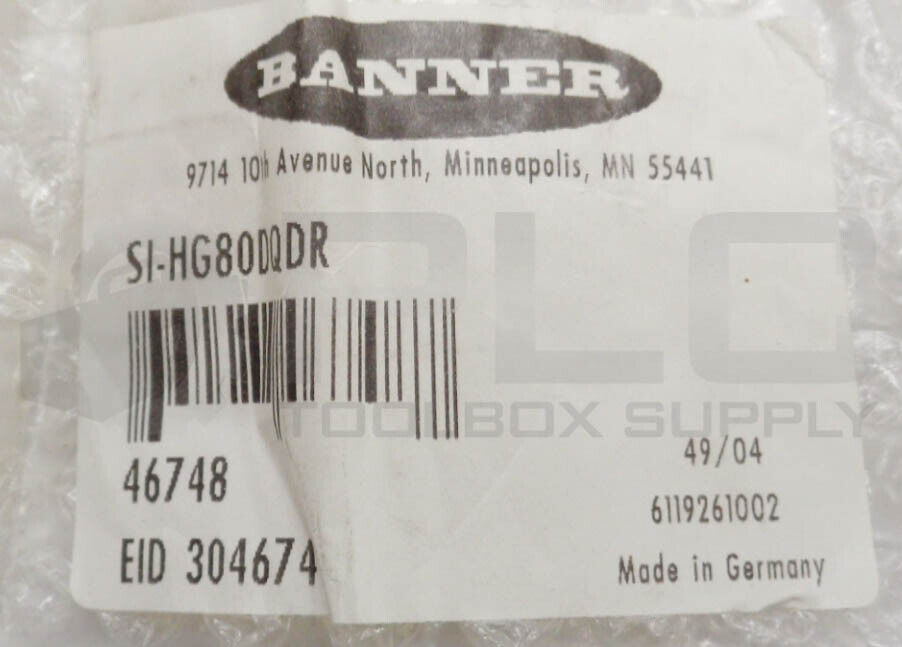 BANNER
9714 10th Avenue North, Minneapolis, MN 55441
SI-HG80DQDR
46748
EID 304674
49/04
6119261002
Made in Germany
PLC
TOOLBOX SUPPLY